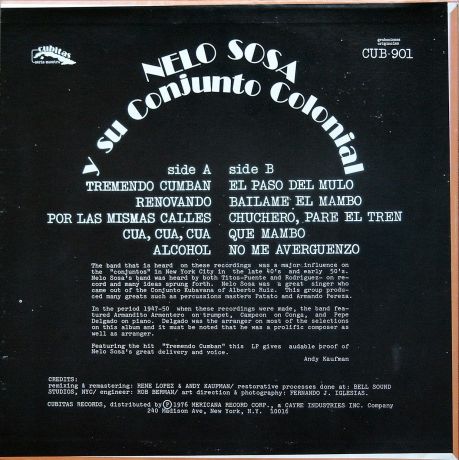 cubitas
grabaciones
originales
CUB-901
NELO SOSA
y su Conjunto Colonial
side A
side B
TREMENDO CUMBAN
EL PASO DEL MULO
RENOVANDO
BAILAME EL MAMBO
POR LAS MISMAS CALLES
CHUCHERO, PARE EL TREN
CUA, CUA, CUA
QUE MAMBO
ALCOHOL
NO ME AVERGUENZO
The band that is heard on these recordings was a major influence on
the "conjuntos" in New York City in the late 40's and early 50's.
Nelo Sosa's band was heard by both Titos-Puente and Rodriguez- on re-
cord and many ideas sprung forth. Nelo Sosa was a great singer who
came out of the Conjunto Kubavana of Alberto Ruiz. This group produ-
ced many greats such as percussions masters Patato and Armando Peraza.
In the period 1947-50 when these recordings were made, the band fea-
tured Armandito Armentero on trumpet, Campeon on Conga, and Pepe
Delgado on piano. Delgado was the arranger on most of the selections
on this album and it must be noted that he was a prolific composer as
well as arranger.
Featuring the hit "Tremendo Cumban" this LP gives audable proof of
Nelo Sosa's great delivery and voice.
Andy Kaufman
CREDITS:
remixing & remastering: RENE LOPEZ & ANDY KAUFMAN/ restorative processes done at: BELL SOUND
STUDIOS, NYC/ engineer: ROB BERMAN/ art direction & photography: FERNANDO J. IGLESIAS.
CUBITAS RECORDS, distributed by Ⓟ1976 MERICANA RECORD CORP., a CAYRE INDUSTRIES INC. Company
240 Madison Ave, New York, N.Y. 10016